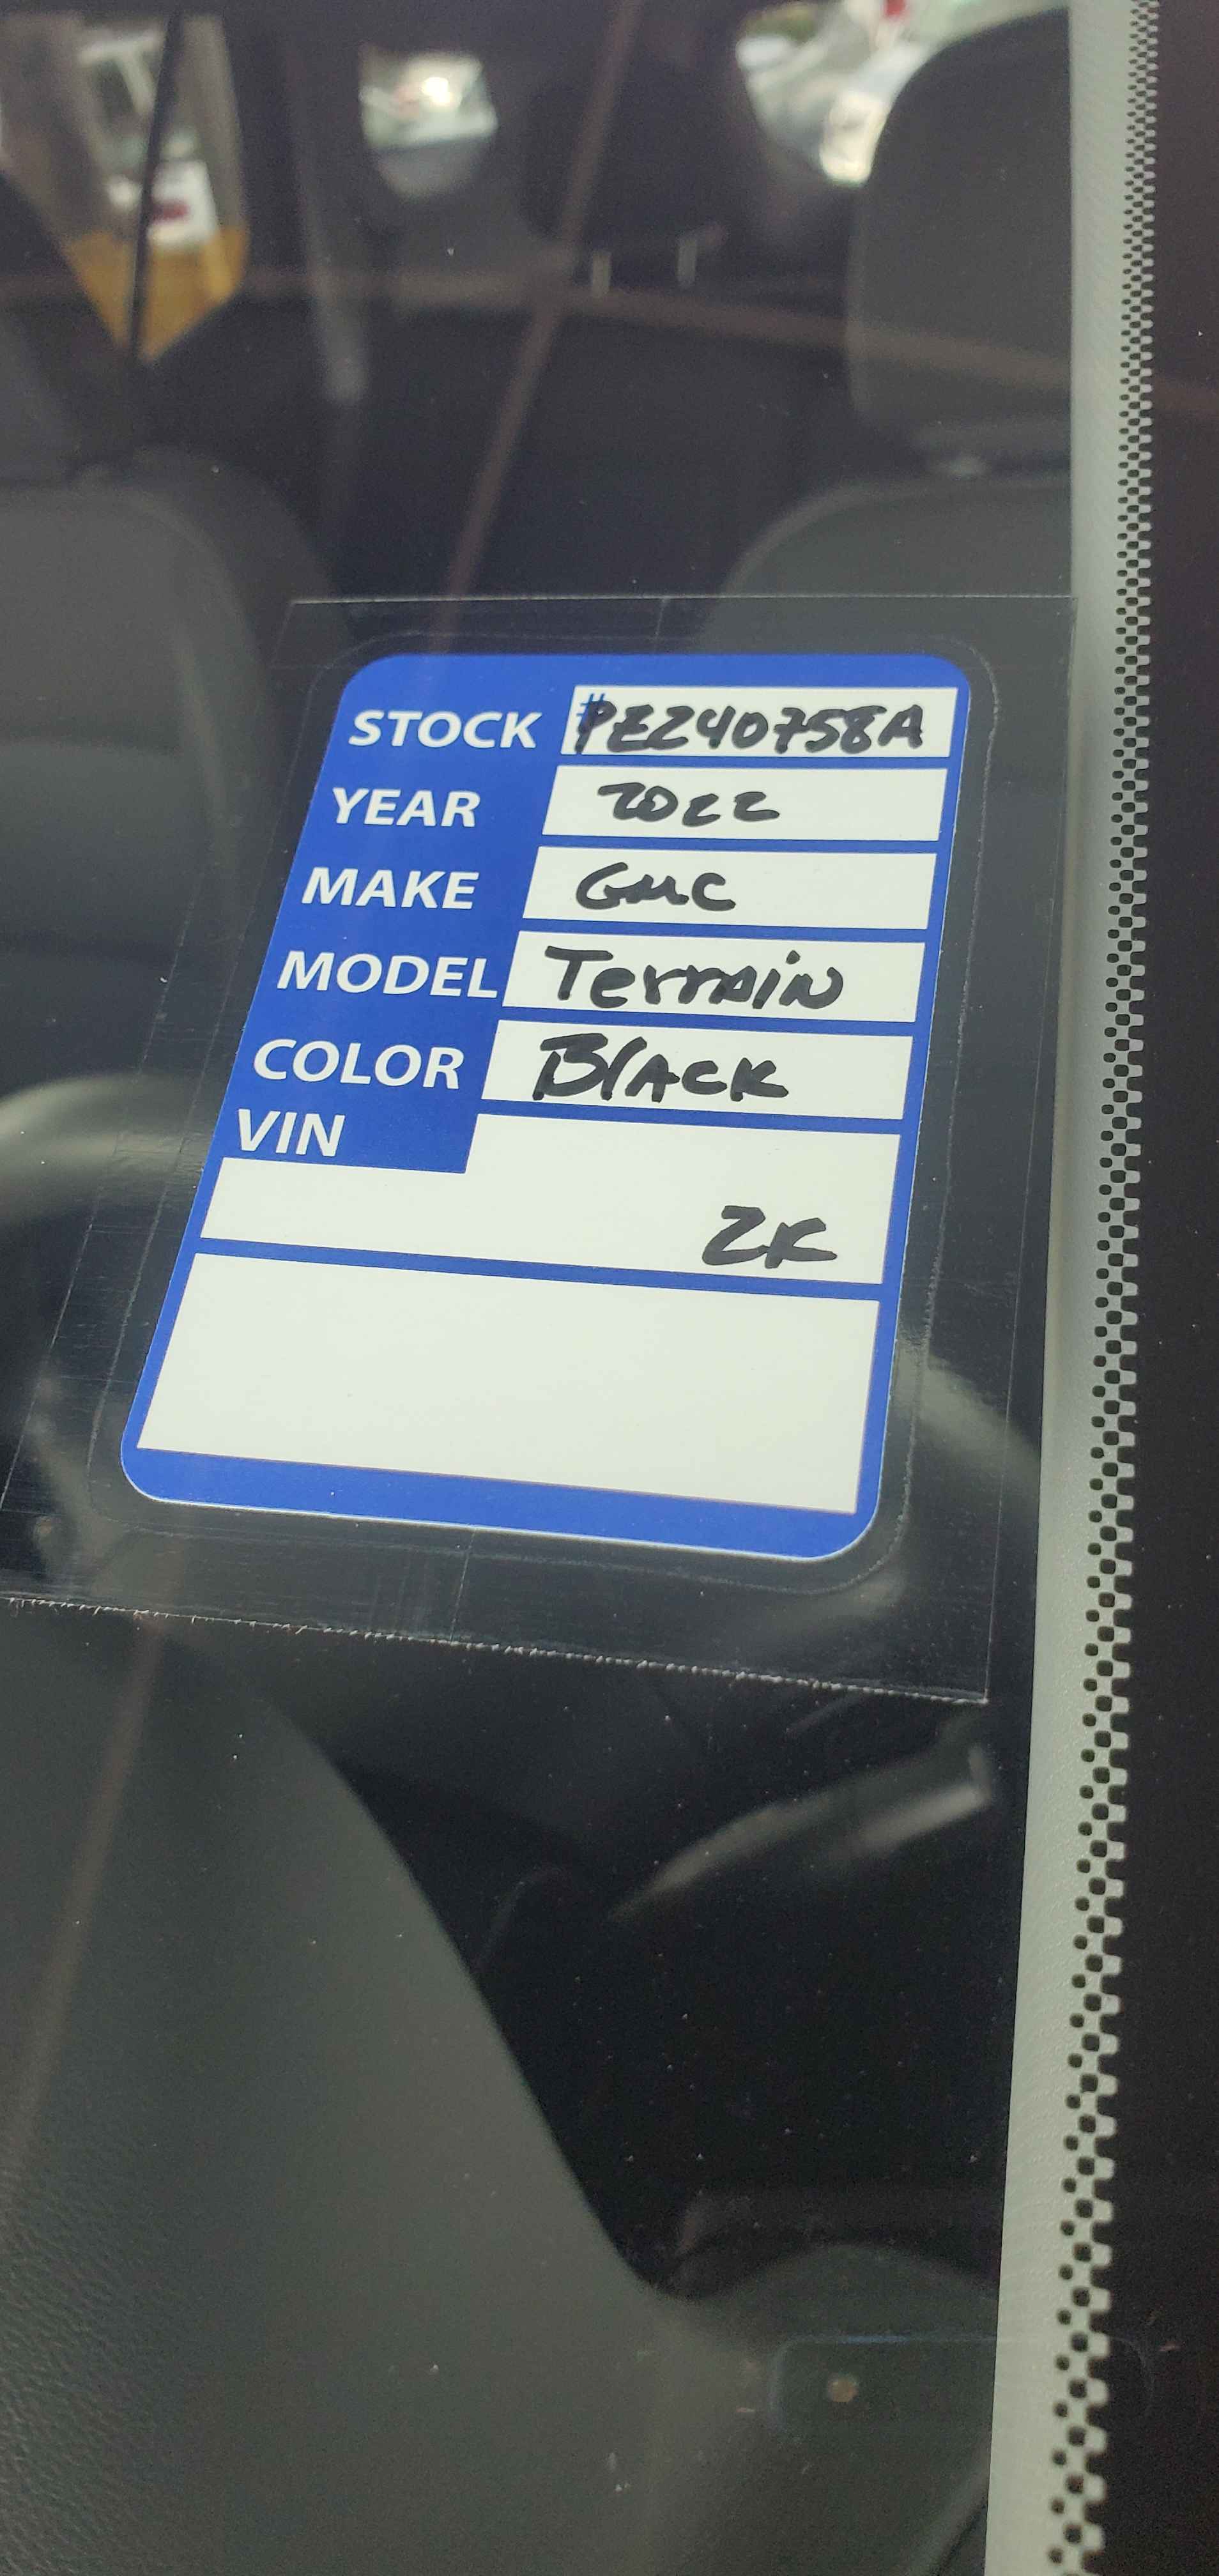 STOCK #PE240758A
YEAR 2022
MAKE GMC
MODEL Terrain
COLOR Black
VIN
2K